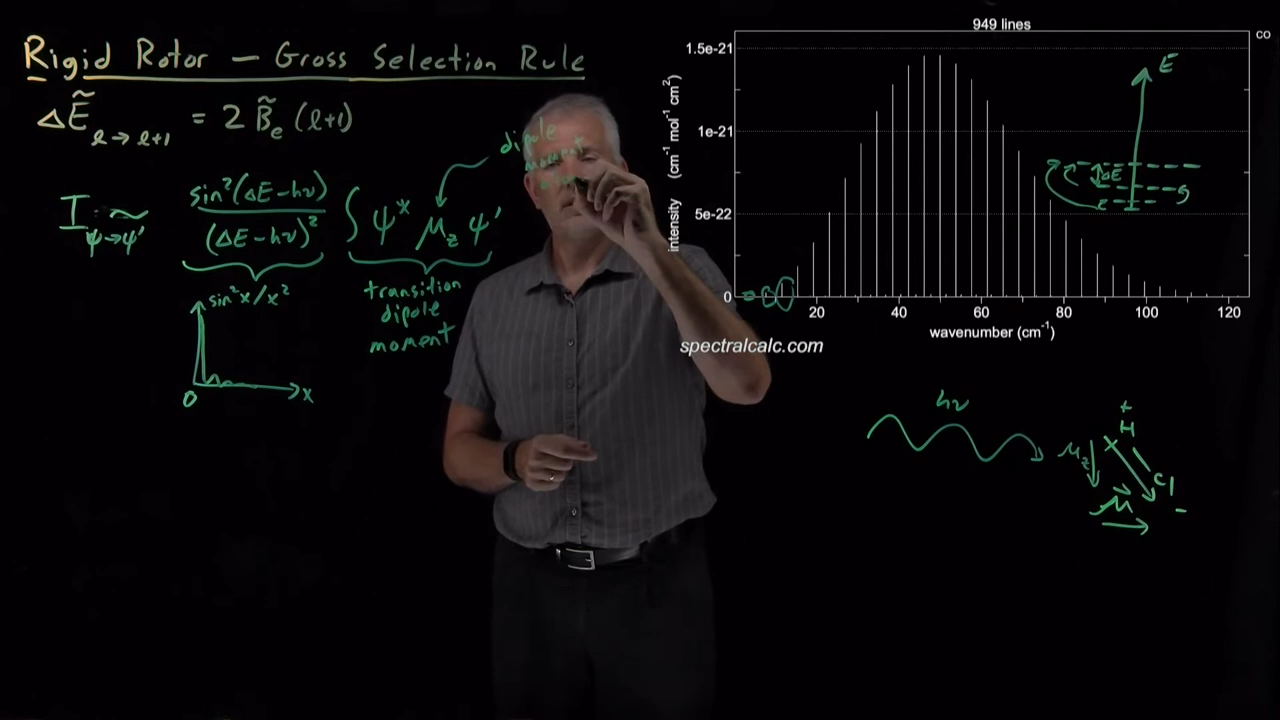 Rigid Rotor – Gross Selection Rule
ΔẼ ℓ→ℓ+1 = 2 B̃e (ℓ+1)
I ψ→ψ' ~ sin²(ΔE-hν) / (ΔE-hν)² ∫ ψ* μz ψ'
dipole
moment
sin²x/x²
0
x
transition
dipole
moment
949 lines
CO
1.5e-21
1e-21
5e-22
0
intensity (cm⁻¹ mol⁻¹ cm²)
20 40 60 80 100 120
wavenumber (cm⁻¹)
spectralcalc.com
E
ΔE
hν
+
H
μz
Cl
μ⃗
-